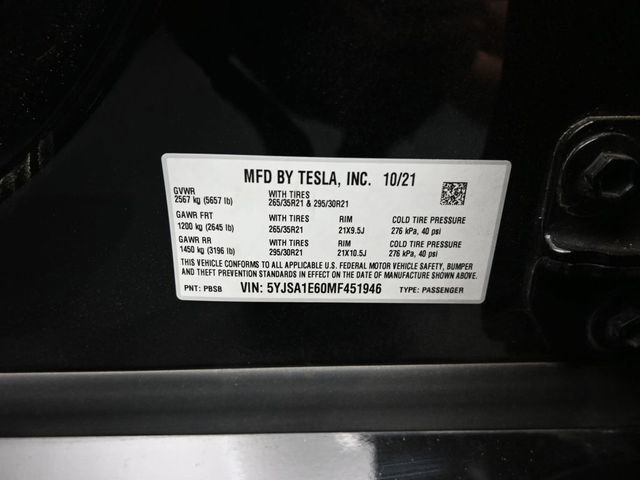 MFD BY TESLA, INC. 10/21
GVWR
2567 kg (5657 lb)
WITH TIRES
265/35R21 & 295/30R21
GAWR FRT
1200 kg (2645 lb)
WITH TIRES
265/35R21
RIM
21X9.5J
COLD TIRE PRESSURE
276 kPa, 40 psi
GAWR RR
1450 kg (3196 lb)
WITH TIRES
295/30R21
RIM
21X10.5J
COLD TIRE PRESSURE
276 kPa, 40 psi
THIS VEHICLE CONFORMS TO ALL APPLICABLE U.S. FEDERAL MOTOR VEHICLE SAFETY, BUMPER
AND THEFT PREVENTION STANDARDS IN EFFECT ON THE DATE OF MANUFACTURE SHOWN ABOVE.
PNT: PBSB VIN: 5YJSA1E60MF451946 TYPE: PASSENGER